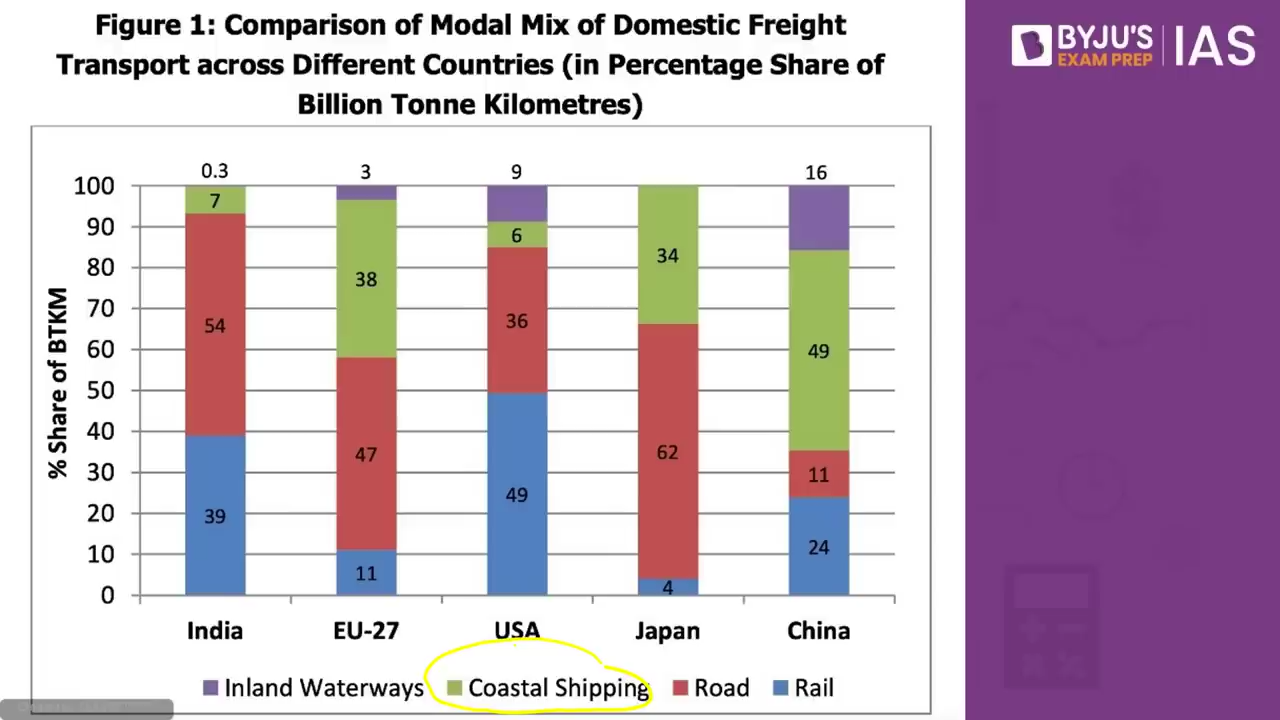 Figure 1: Comparison of Modal Mix of Domestic Freight
Transport across Different Countries (in Percentage Share of
Billion Tonne Kilometres)
BYJU'S
EXAM PREP
IAS
0.3 3 9 16
100
90
80
70
60
50
40
30
20
10
0
% Share of BTKM
7
54
39
38
47
11
6
36
49
34
62
4
49
11
24
India EU-27 USA Japan China
Inland Waterways Coastal Shipping Road Rail